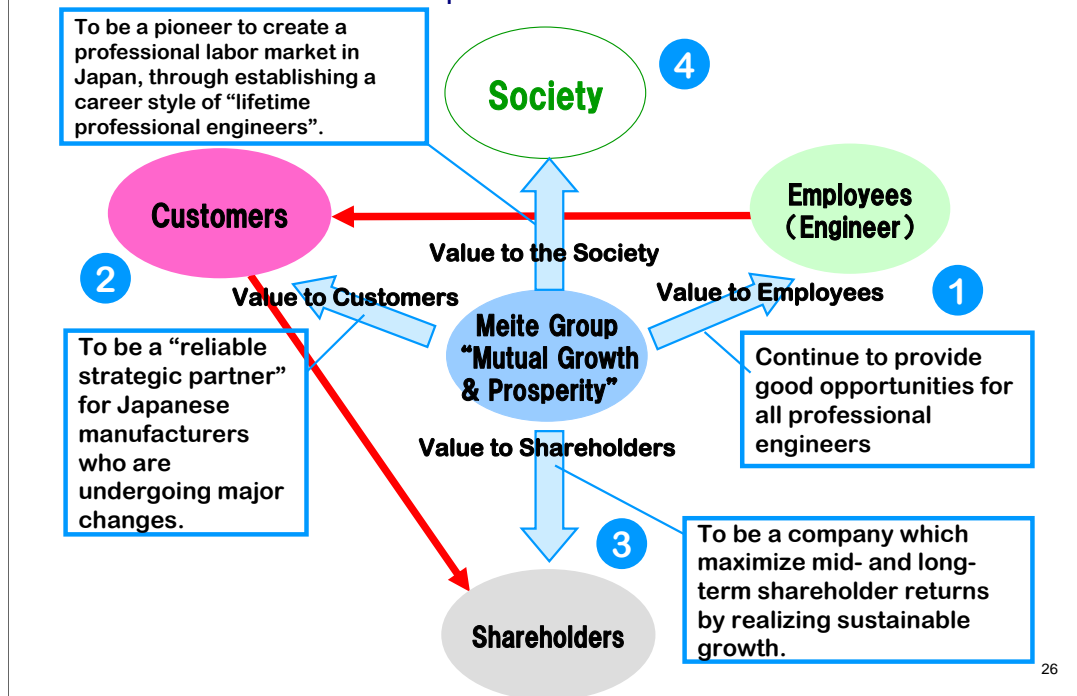 To be a pioneer to create a
professional labor market in
Japan, through establishing a
career style of “lifetime
professional engineers”.
4
Society
Customers
Employees
（Engineer）
Value to the Society
2
Value to Customers
Value to Employees
1
Meite Group
“Mutual Growth
& Prosperity”
To be a “reliable
strategic partner”
for Japanese
manufacturers
who are
undergoing major
changes.
Continue to provide
good opportunities for
all professional
engineers
Value to Shareholders
3
To be a company which
maximize mid- and long-
term shareholder returns
by realizing sustainable
growth.
Shareholders
26